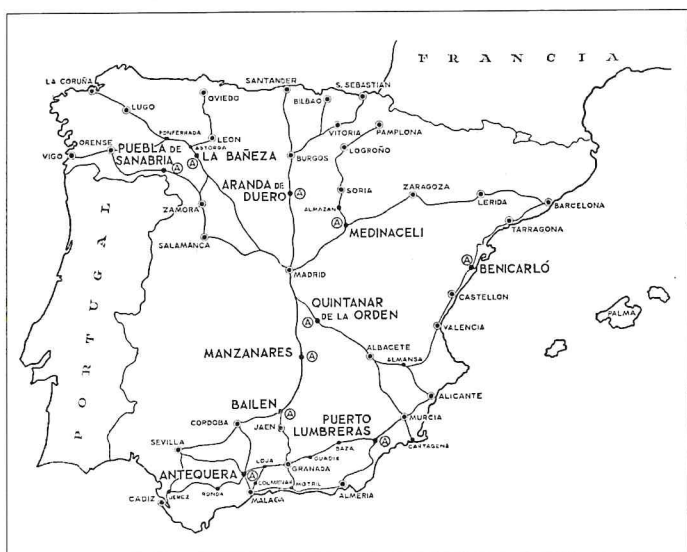 FRANCIA
LA CORUÑA
SANTANDER
S. SEBASTIAN
OVIEDO
BILBAO
LUGO
PONFERRADA
LEON
VITORIA
PAMPLONA
ORENSE
PUEBLA DE
SANABRIA
Ⓐ
ASTORGA
LA BAÑEZA
Ⓐ
BURGOS
LOGROÑO
VIGO
ARANDA DE
DUERO
Ⓐ
SORIA
ZARAGOZA
LERIDA
BARCELONA
ALMAZAN
ZAMORA
TARRAGONA
MEDINACELI
Ⓐ
SALAMANCA
PORTUGAL
MADRID
BENICARLÓ
Ⓐ
CASTELLON
QUINTANAR
DE LA ORDEN
Ⓐ
PALMA
VALENCIA
MANZANARES
Ⓐ
ALBACETE
ALMANSA
ALICANTE
BAILEN
Ⓐ
CORDOBA
JAEN
PUERTO
LUMBRERAS
Ⓐ
MURCIA
CARTAGENA
SEVILLA
BAZA
GUADIX
LOJA
GRANADA
ANTEQUERA
Ⓐ
COLMENAR
MOTRIL
ALMERIA
CADIZ
JEREZ
RONDA
MALAGA